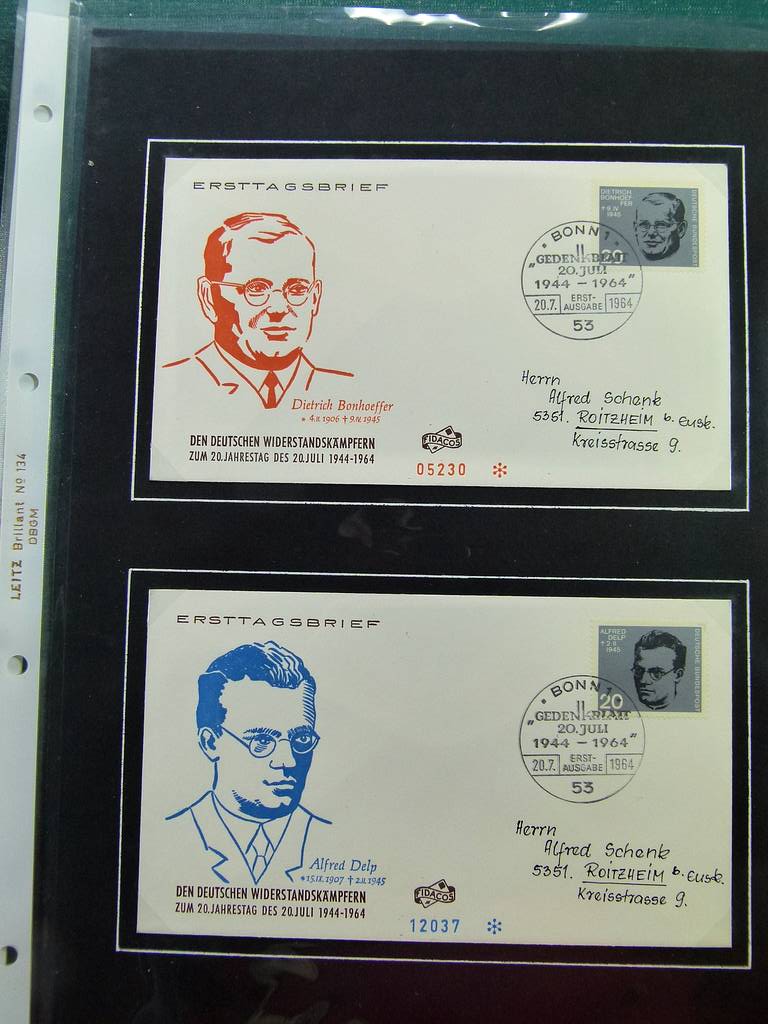 LEITZ Brillant Nº 134
DBGM
ERSTTAGSBRIEF
DIETRICH
BONHOEF
FER
† 9. IV.
1945
DEUTSCHE BUNDESPOST
20
• BONN 1 •
"GEDENKBLATT
20. JULI
1944 – 1964"
20.7. ERST- 1964
AUSGABE
53
Herrn
Alfred Schenk
5351. ROITZHEIM b. Eusk.
Kreisstrasse 9.
Dietrich Bonhoeffer
* 4.II.1906 † 9.IV.1945
DEN DEUTSCHEN WIDERSTANDSKÄMPFERN
ZUM 20. JAHRESTAG DES 20. JULI 1944-1964
FIDACOS
05230 *
ERSTTAGSBRIEF
ALFRED
DELP
† 2. II.
1945
DEUTSCHE BUNDESPOST
20
• BONN 1 •
"GEDENKBLATT
20. JULI
1944 – 1964"
20.7. ERST- 1964
AUSGABE
53
Herrn
Alfred Schenk
5351. ROITZHEIM b. Eusk.
Kreisstrasse 9.
Alfred Delp
* 15.IX.1907 † 2.II.1945
DEN DEUTSCHEN WIDERSTANDSKÄMPFERN
ZUM 20. JAHRESTAG DES 20. JULI 1944-1964
FIDACOS
12037 *